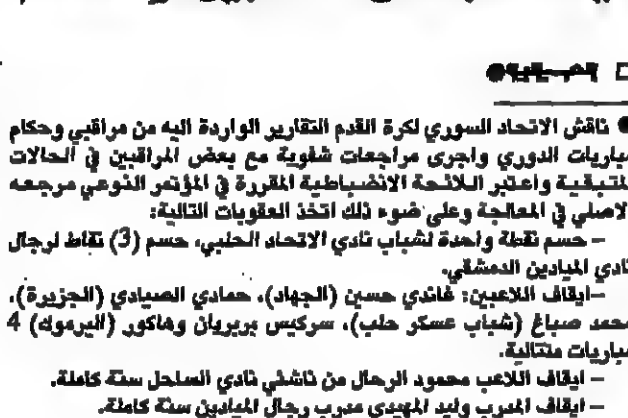 ● ناقش الاتحاد السوري لكرة القدم التقارير الواردة اليه من مراقبي وحكام
مباريات الدوري واجرى مراجعات شفوية مع بعض المراقبين في الحالات
المتبقية واعتبر اللائحة الانضباطية المقررة في المؤتمر النوعي مرجعه
الاصلي في المعالجة وعلى ضوء ذلك اتخذ العقوبات التالية:
– حسم نقطة واحدة لشباب نادي الاتحاد الحلبي، حسم (3) نقاط لرجال
نادي الميادين الدمشقي.
–ايقاف اللاعبين: غاندي حسين (الجهاد)، حمادي الصيادي (الجزيرة)،
محمد صباغ (شباب عسكر حلب)، سركيس بربريان وهاكور (اليرموك) 4
مباريات متتالية.
– ايقاف اللاعب محمود الرحال من ناشئي نادي الساحل سنة كاملة.
– ايقاف المدرب وليد المهيدي مدرب رجال الميادين سنة كاملة.